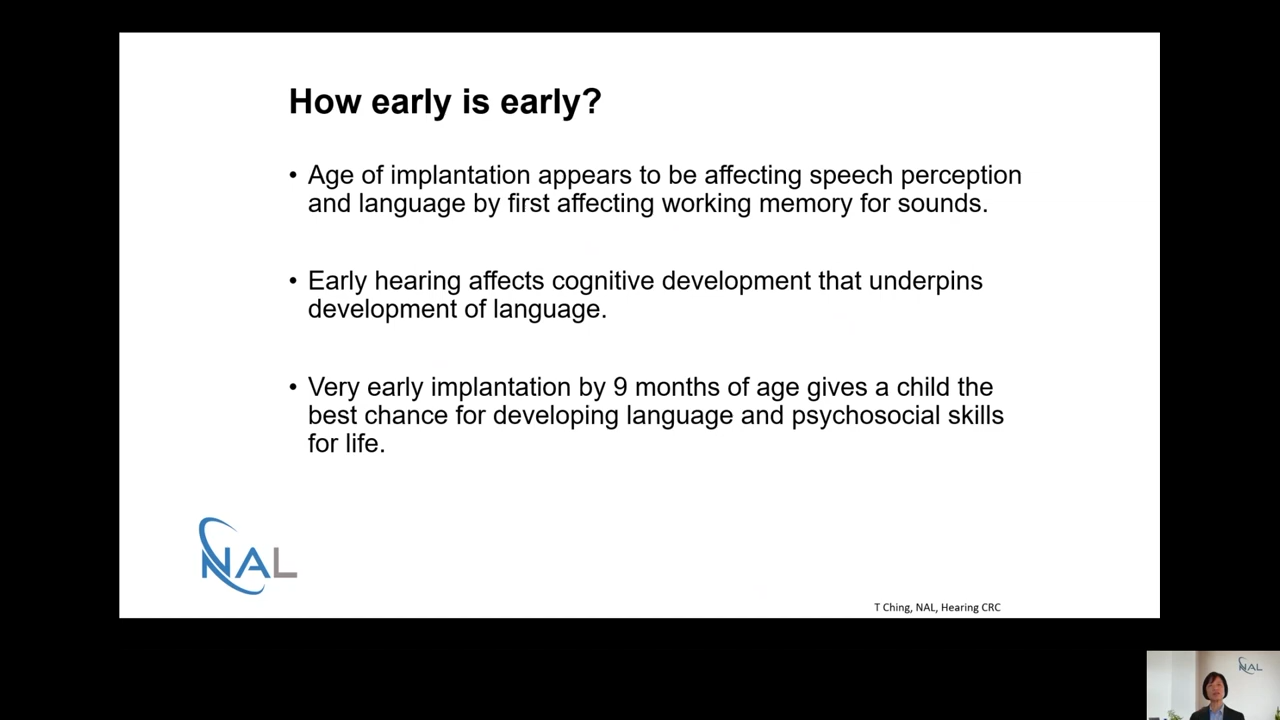 How early is early?
• Age of implantation appears to be affecting speech perception
and language by first affecting working memory for sounds.
• Early hearing affects cognitive development that underpins
development of language.
• Very early implantation by 9 months of age gives a child the
best chance for developing language and psychosocial skills
for life.
NAL
T Ching, NAL, Hearing CRC
NAL